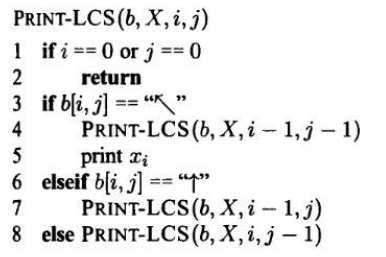 PRINT-LCS(b, X, i, j)
1 if i == 0 or j == 0
2 return
3 if b[i, j] == “↖”
4 PRINT-LCS(b, X, i − 1, j − 1)
5 print xᵢ
6 elseif b[i, j] == “↑”
7 PRINT-LCS(b, X, i − 1, j)
8 else PRINT-LCS(b, X, i, j − 1)